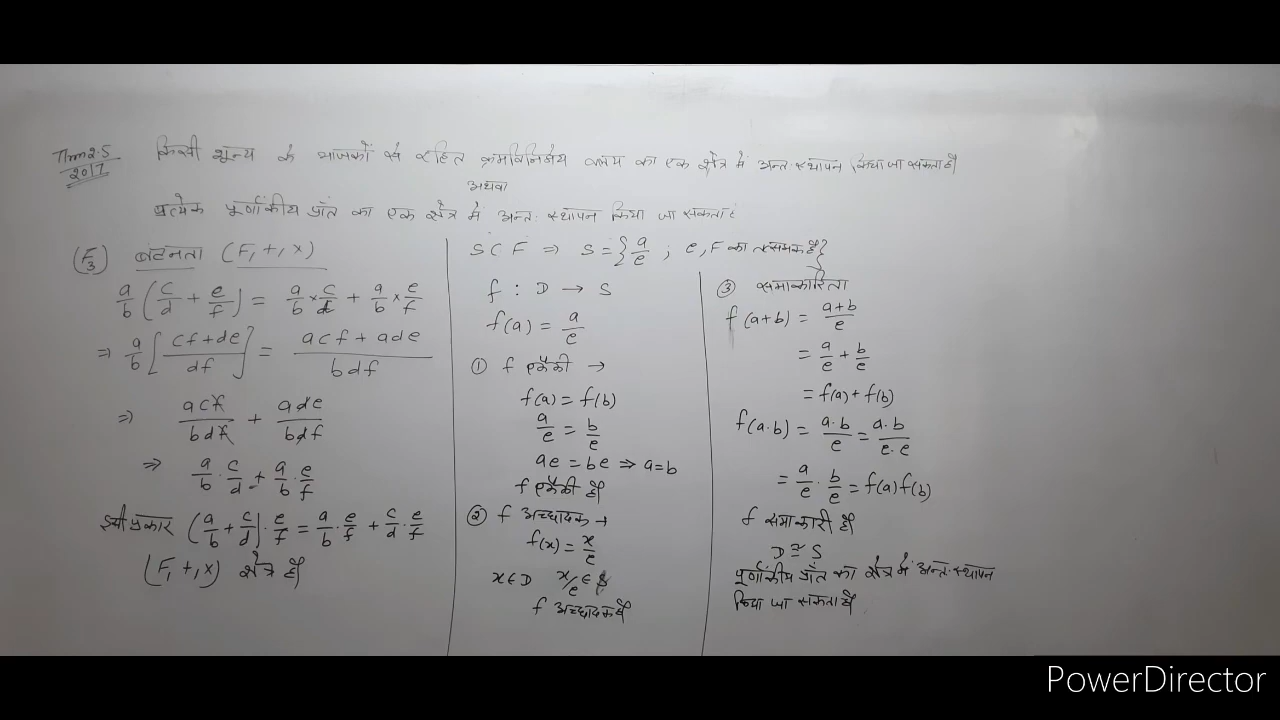 Thm 2.5
2017
किसी शून्य के भाजकों से रहित क्रमविनिमेय वलय का एक क्षेत्र में अन्तःस्थापन किया जा सकता है
अथवा
प्रत्येक पूर्णांकीय प्रांत का एक क्षेत्र में अन्तःस्थापन किया जा सकता है
(F3) बंटनता (F, +, ×)
a/b (c/d + e/f) = a/b × c/d + a/b × e/f
⇒ a/b [(cf+de)/df] = (acf + ade)/bdf
⇒ acf/bdf + ade/bdf
⇒ a/b · c/d + a/b · e/f
इसी प्रकार (a/b + c/d) · e/f = a/b · e/f + c/d · e/f
(F, +, ×) क्षेत्र है
S⊂F ⇒ S = {a/e ; e, F का तत्समक है}
f : D → S
f(a) = a/e
① f एकैकी →
f(a) = f(b)
a/e = b/e
ae = be ⇒ a=b
f एकैकी है
② f आच्छादक →
f(x) = x/e
x∈D x/e ∈ S
f आच्छादक है
③ समाकारिता
f(a+b) = (a+b)/e
= a/e + b/e
= f(a) + f(b)
f(a·b) = a·b/e = a·b/e·e
= a/e · b/e = f(a)f(b)
f समाकारी है
D ≅ S
पूर्णांकीय प्रांत का क्षेत्र में अन्तःस्थापन
किया जा सकता है
PowerDirector